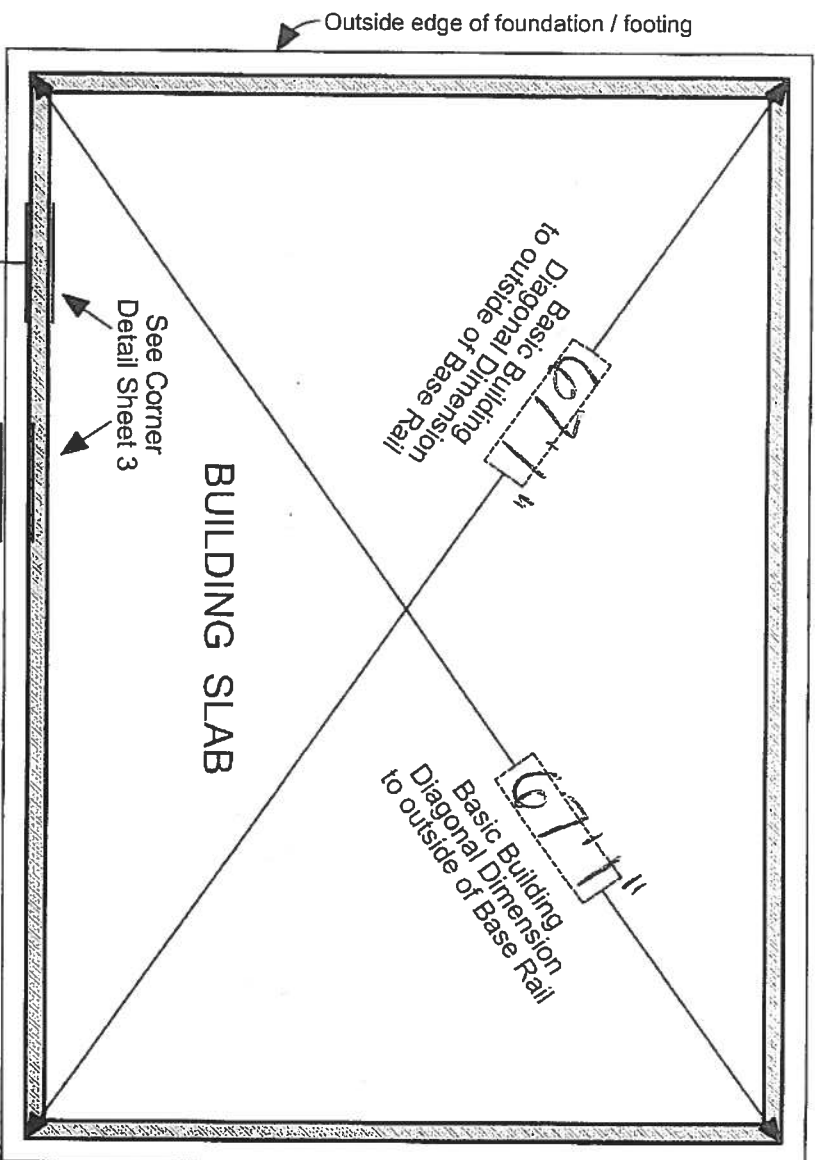 Outside edge of foundation / footing
67'-1"
Basic Building
Diagonal Dimension
to outside of Base Rail
67'-1"
Basic Building
Diagonal Dimension
to outside of Base Rail
See Corner
Detail Sheet 3
BUILDING SLAB